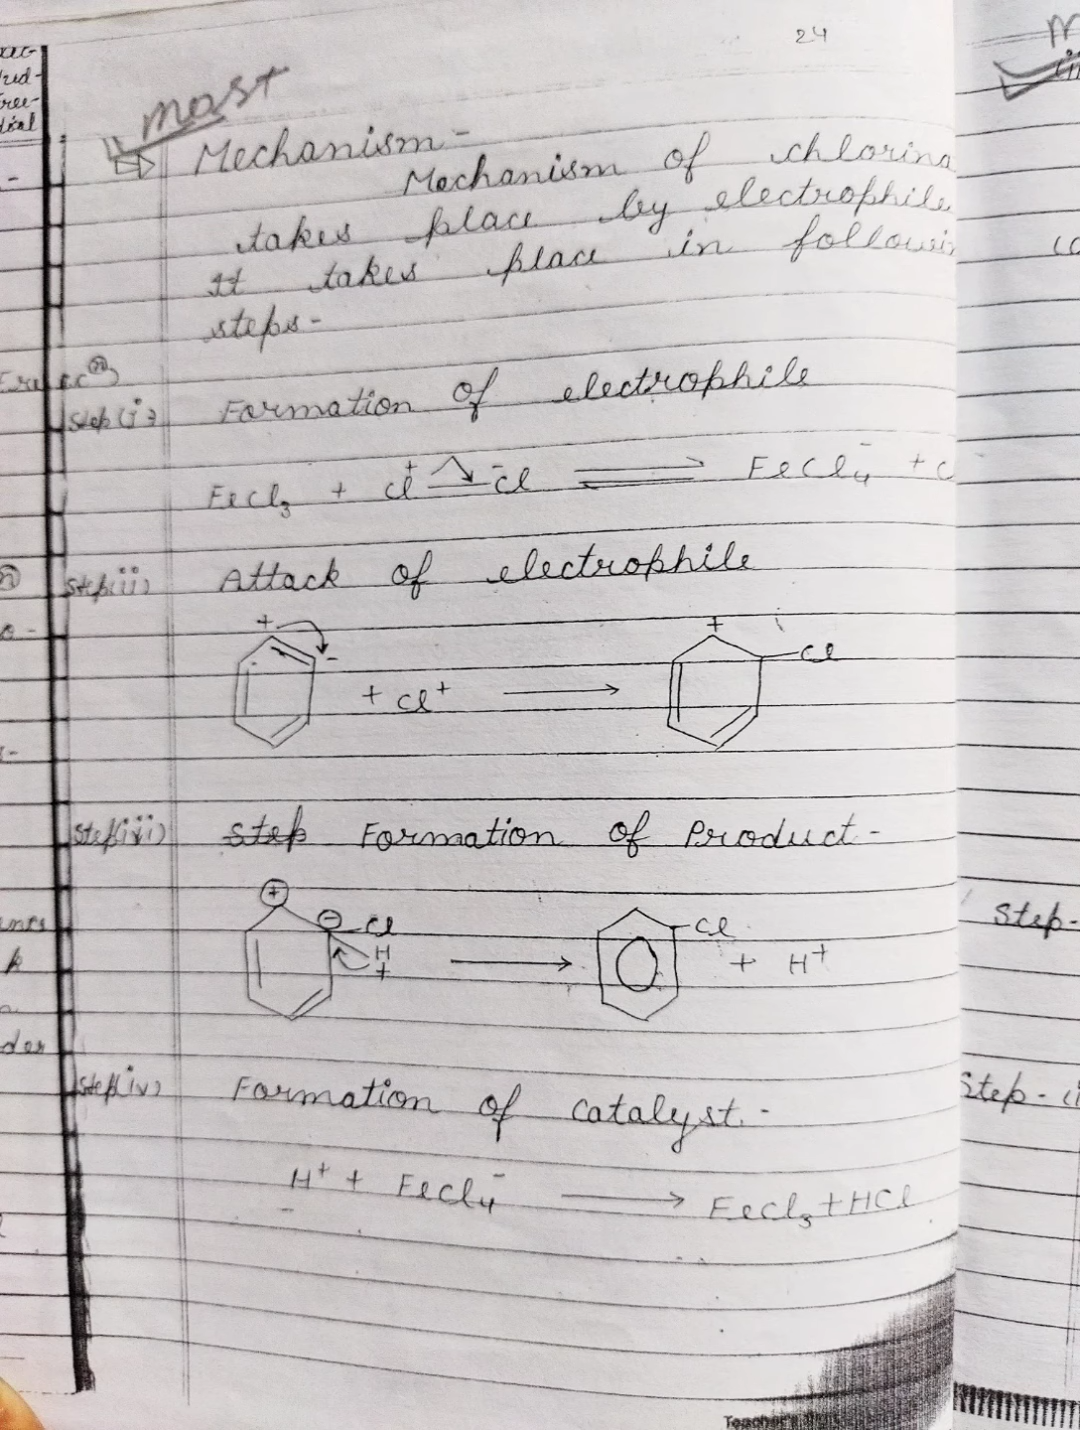 24
most
Mechanism -
Mechanism of chlorina
takes place by electrophile
It takes place in followi
steps -
Step (i) Formation of electrophile
FeCl₃ + Cl⁺ ⁻Cl ⇌ FeCl₄⁻ + C
Step (ii) Attack of electrophile
+ - + Cl⁺ → + Cl
Step (iii) Step Formation of Product -
+ - Cl H + → Cl + H⁺
Step (iv) Formation of catalyst -
H⁺ + FeCl₄⁻ → FeCl₃ + HCl
Step -
Step - (i